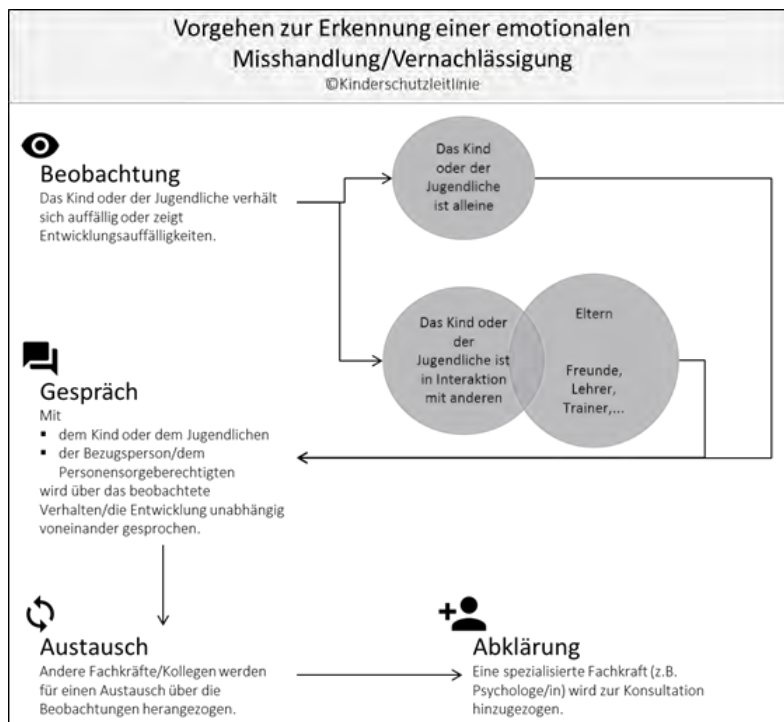 Vorgehen zur Erkennung einer emotionalen
Misshandlung/Vernachlässigung
©Kinderschutzleitlinie
Beobachtung
Das Kind oder der Jugendliche verhält
sich auffällig oder zeigt
Entwicklungsauffälligkeiten.
Das Kind
oder der
Jugendliche
ist alleine
Das Kind oder
der
Jugendliche ist
in Interaktion
mit anderen
Eltern
Freunde,
Lehrer,
Trainer,...
Gespräch
Mit
▪ dem Kind oder dem Jugendlichen
▪ der Bezugsperson/dem
Personensorgeberechtigten
wird über das beobachtete
Verhalten/die Entwicklung unabhängig
voneinander gesprochen.
Austausch
Andere Fachkräfte/Kollegen werden
für einen Austausch über die
Beobachtungen herangezogen.
Abklärung
Eine spezialisierte Fachkraft (z.B.
Psychologe/in) wird zur Konsultation
hinzugezogen.